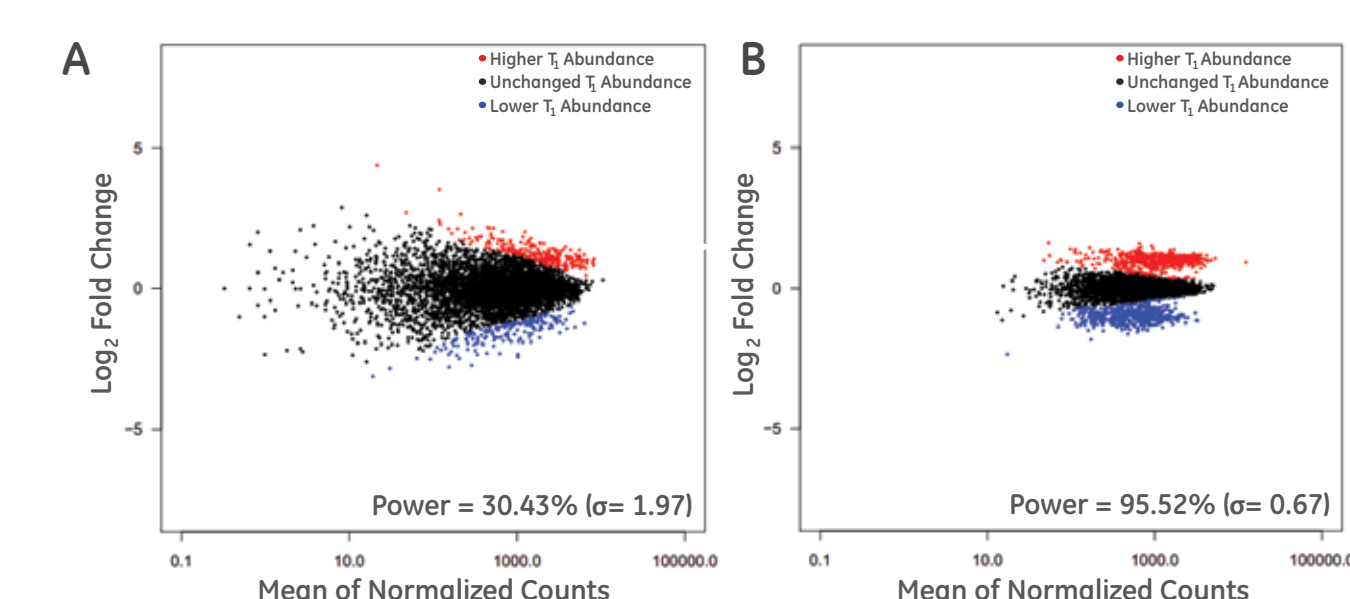 A
Higher T1 Abundance
Unchanged T1 Abundance
Lower T1 Abundance
5
0
−5
Log2 Fold Change
Power = 30.43% (σ= 1.97)
0.1 10.0 1000.0 100000.0
Mean of Normalized Counts
B
Higher T1 Abundance
Unchanged T1 Abundance
Lower T1 Abundance
5
0
−5
Log2 Fold Change
Power = 95.52% (σ= 0.67)
0.1 10.0 1000.0 100000.0
Mean of Normalized Counts